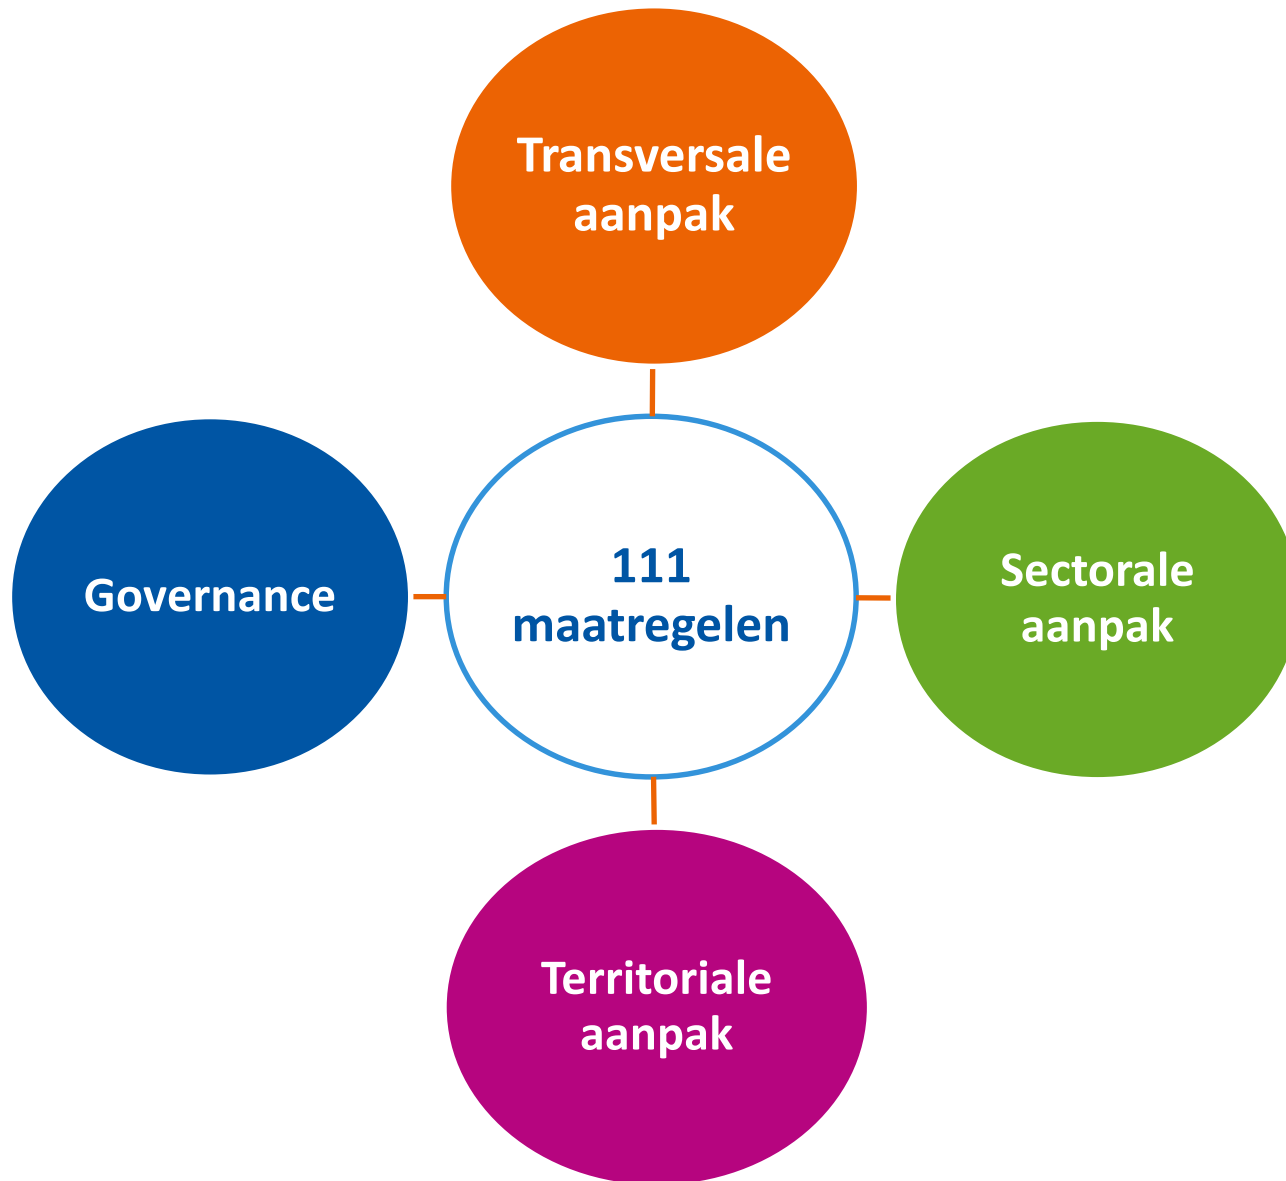 Transversale
aanpak
Governance
111
maatregelen
Sectorale
aanpak
Territoriale
aanpak